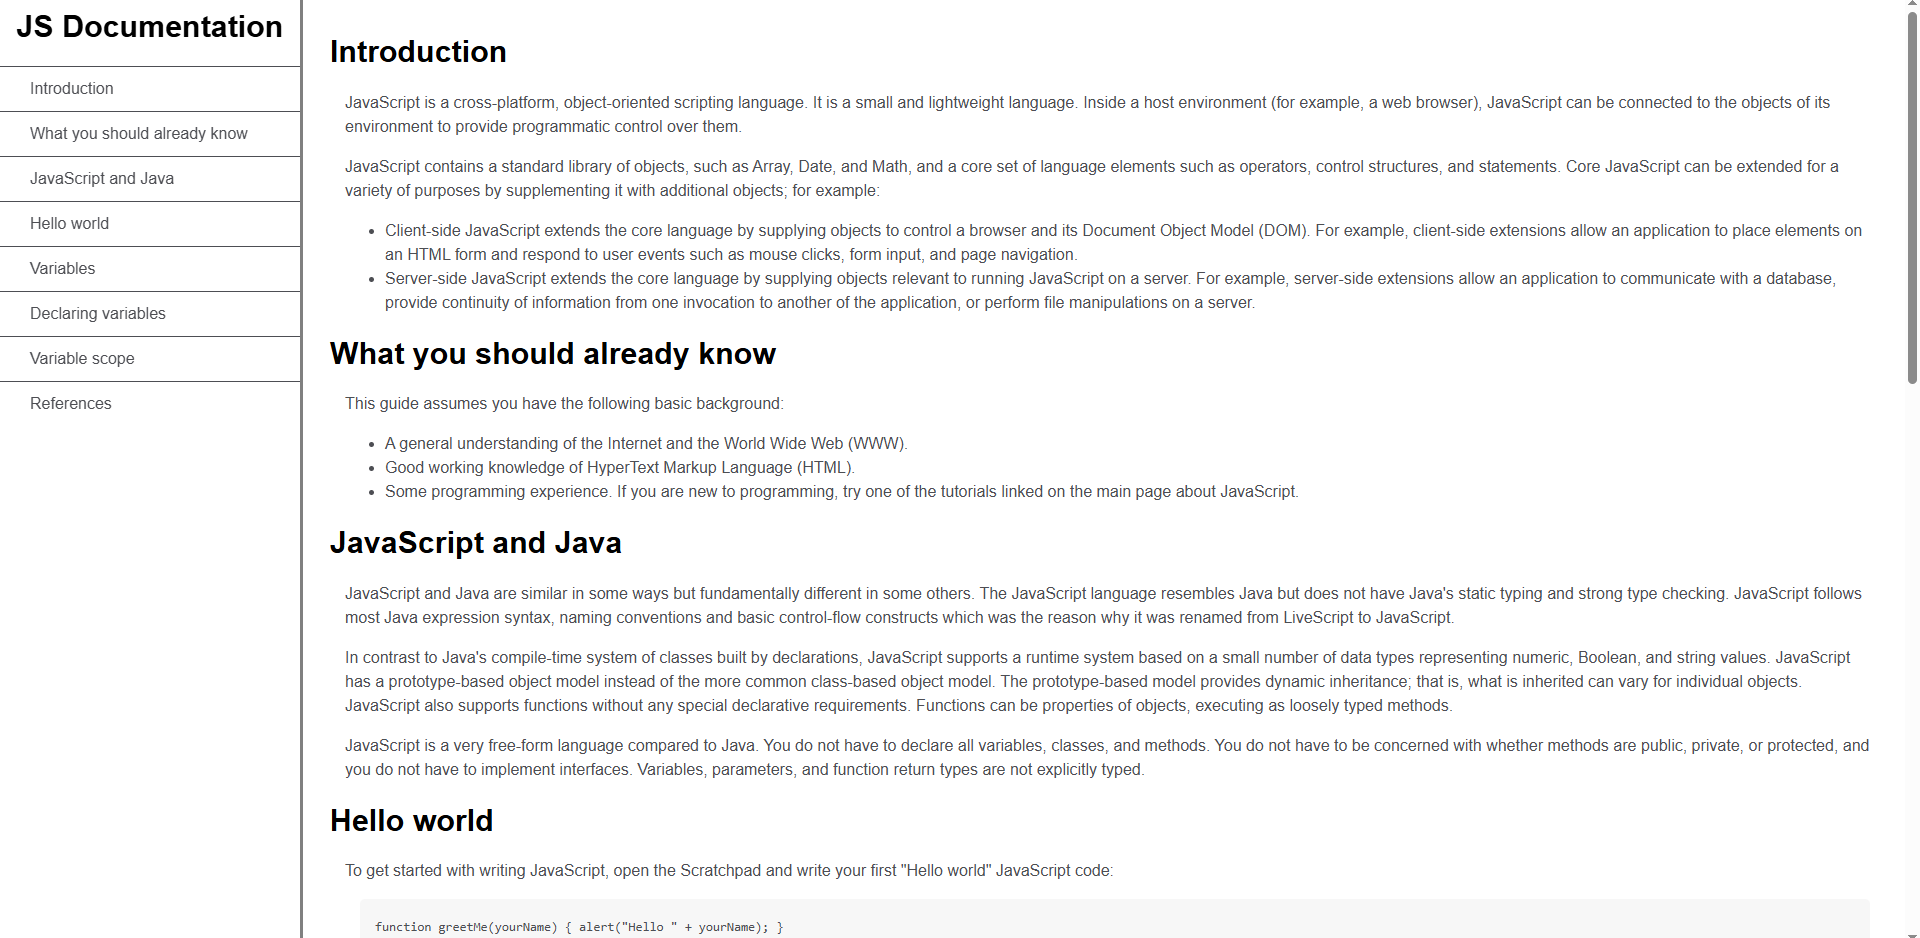 JS Documentation
Introduction
What you should already know
JavaScript and Java
Hello world
Variables
Declaring variables
Variable scope
References
Introduction
JavaScript is a cross-platform, object-oriented scripting language. It is a small and lightweight language. Inside a host environment (for example, a web browser), JavaScript can be connected to the objects of its
environment to provide programmatic control over them.
JavaScript contains a standard library of objects, such as Array, Date, and Math, and a core set of language elements such as operators, control structures, and statements. Core JavaScript can be extended for a
variety of purposes by supplementing it with additional objects; for example:
• Client-side JavaScript extends the core language by supplying objects to control a browser and its Document Object Model (DOM). For example, client-side extensions allow an application to place elements on
an HTML form and respond to user events such as mouse clicks, form input, and page navigation.
• Server-side JavaScript extends the core language by supplying objects relevant to running JavaScript on a server. For example, server-side extensions allow an application to communicate with a database,
provide continuity of information from one invocation to another of the application, or perform file manipulations on a server.
What you should already know
This guide assumes you have the following basic background:
• A general understanding of the Internet and the World Wide Web (WWW).
• Good working knowledge of HyperText Markup Language (HTML).
• Some programming experience. If you are new to programming, try one of the tutorials linked on the main page about JavaScript.
JavaScript and Java
JavaScript and Java are similar in some ways but fundamentally different in some others. The JavaScript language resembles Java but does not have Java's static typing and strong type checking. JavaScript follows
most Java expression syntax, naming conventions and basic control-flow constructs which was the reason why it was renamed from LiveScript to JavaScript.
In contrast to Java's compile-time system of classes built by declarations, JavaScript supports a runtime system based on a small number of data types representing numeric, Boolean, and string values. JavaScript
has a prototype-based object model instead of the more common class-based object model. The prototype-based model provides dynamic inheritance; that is, what is inherited can vary for individual objects.
JavaScript also supports functions without any special declarative requirements. Functions can be properties of objects, executing as loosely typed methods.
JavaScript is a very free-form language compared to Java. You do not have to declare all variables, classes, and methods. You do not have to be concerned with whether methods are public, private, or protected, and
you do not have to implement interfaces. Variables, parameters, and function return types are not explicitly typed.
Hello world
To get started with writing JavaScript, open the Scratchpad and write your first "Hello world" JavaScript code:
function greetMe(yourName) { alert("Hello " + yourName); }